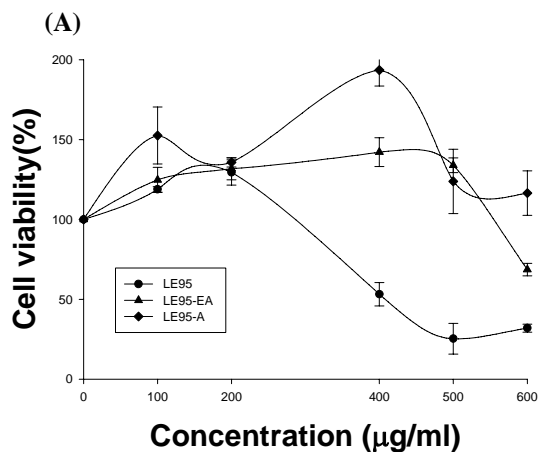 (A)
Cell viability(%)
200
150
100
50
0
LE95
LE95-EA
LE95-A
0 100 200 400 500 600
Concentration (μg/ml)